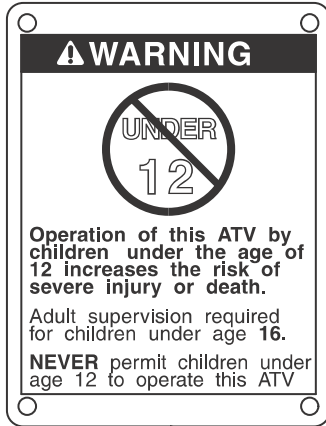 WARNING
UNDER
12
Operation of this ATV by
children under the age of
12 increases the risk of
severe injury or death.
Adult supervision required
for children under age 16.
NEVER permit children under
age 12 to operate this ATV